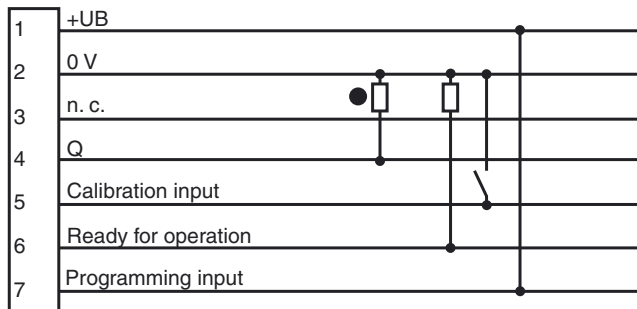 1 +UB
2 0 V
3 n. c.
4 Q
5 Calibration input
6 Ready for operation
7 Programming input